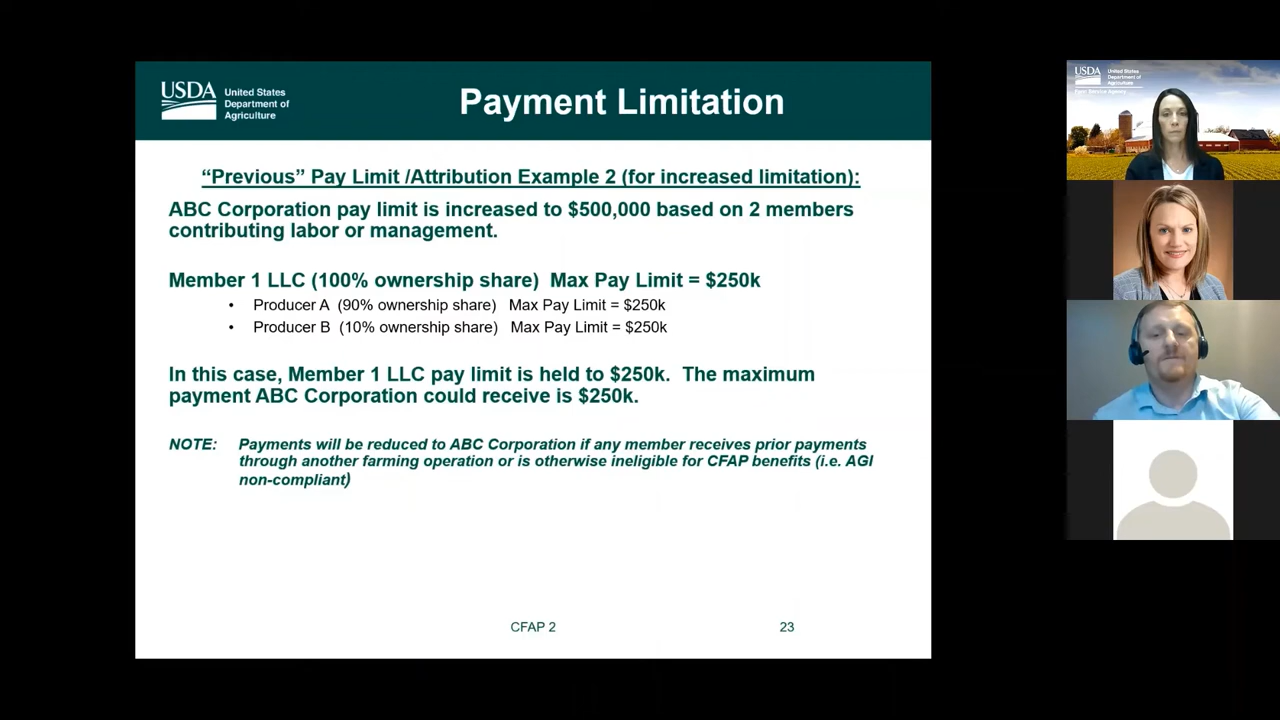 USDA
United States
Department of
Agriculture
Payment Limitation
“Previous” Pay Limit /Attribution Example 2 (for increased limitation):
ABC Corporation pay limit is increased to $500,000 based on 2 members
contributing labor or management.
Member 1 LLC (100% ownership share)  Max Pay Limit = $250k
• Producer A  (90% ownership share)   Max Pay Limit = $250k
• Producer B  (10% ownership share)   Max Pay Limit = $250k
In this case, Member 1 LLC pay limit is held to $250k.  The maximum
payment ABC Corporation could receive is $250k.
NOTE: Payments will be reduced to ABC Corporation if any member receives prior payments
through another farming operation or is otherwise ineligible for CFAP benefits (i.e. AGI
non-compliant)
CFAP 2
23
USDA
United States
Department of
Agriculture
Farm Service Agency